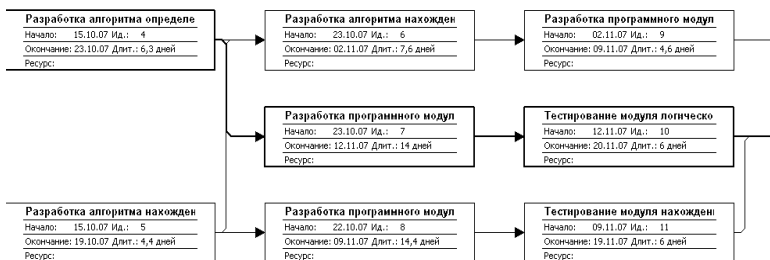 Разработка алгоритма определе
Начало: 15.10.07 Ид.: 4
Окончание: 23.10.07 Длит.: 6,3 дней
Ресурс:
Разработка алгоритма нахожден
Начало: 23.10.07 Ид.: 6
Окончание: 02.11.07 Длит.: 7,6 дней
Ресурс:
Разработка программного модул
Начало: 02.11.07 Ид.: 9
Окончание: 09.11.07 Длит.: 4,6 дней
Ресурс:
Разработка программного модул
Начало: 23.10.07 Ид.: 7
Окончание: 12.11.07 Длит.: 14 дней
Ресурс:
Тестирование модуля логическо
Начало: 12.11.07 Ид.: 10
Окончание: 20.11.07 Длит.: 6 дней
Ресурс:
Разработка алгоритма нахожден
Начало: 15.10.07 Ид.: 5
Окончание: 19.10.07 Длит.: 4,4 дней
Ресурс:
Разработка программного модул
Начало: 22.10.07 Ид.: 8
Окончание: 09.11.07 Длит.: 14,4 дней
Ресурс:
Тестирование модуля нахожден
Начало: 09.11.07 Ид.: 11
Окончание: 19.11.07 Длит.: 6 дней
Ресурс: